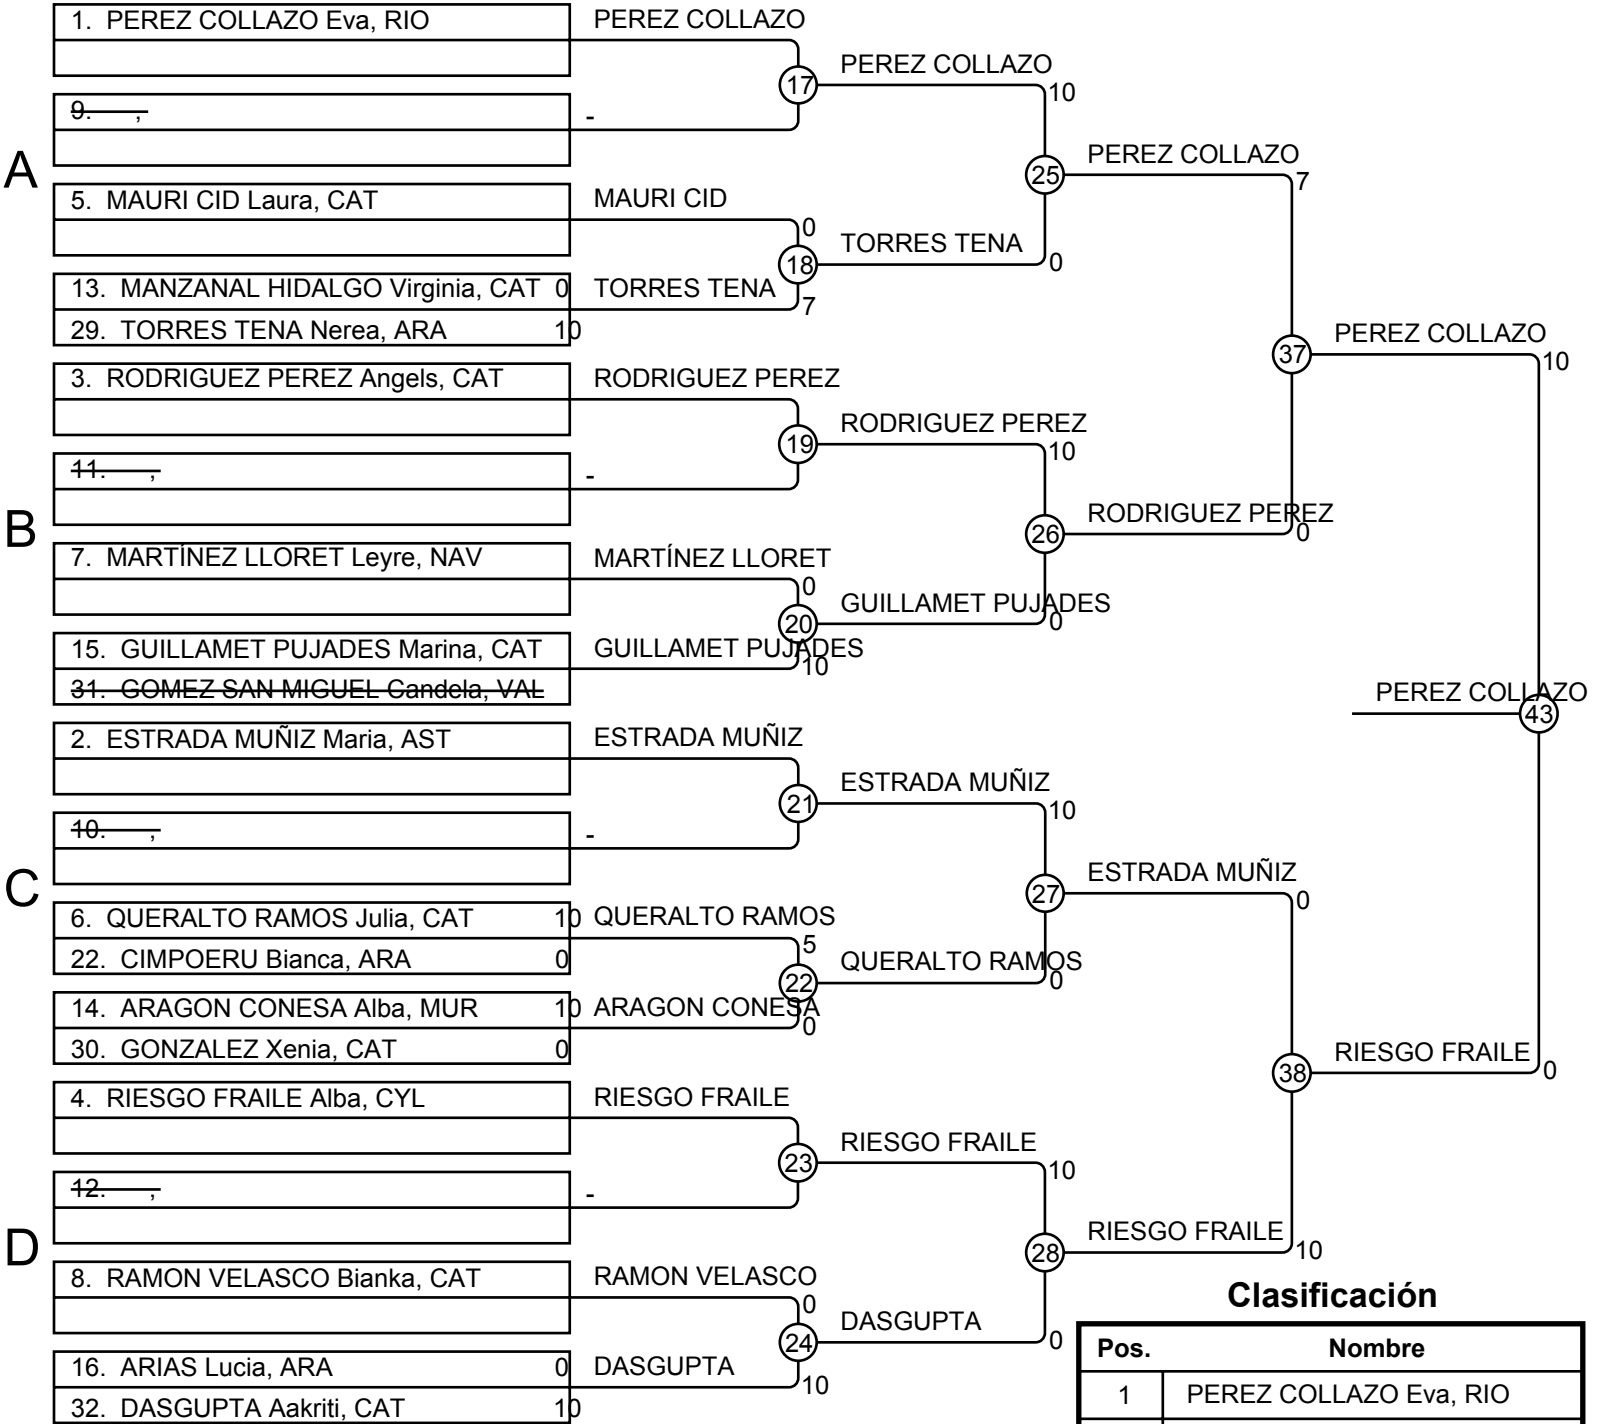 1. PEREZ COLLAZO Eva, RIO
PEREZ COLLAZO
17
PEREZ COLLAZO
10
9. ,
-
A
25
PEREZ COLLAZO
7
5. MAURI CID Laura, CAT
MAURI CID
0
18
TORRES TENA
0
13. MANZANAL HIDALGO Virginia, CAT 0
TORRES TENA
7
29. TORRES TENA Nerea, ARA 10
37
PEREZ COLLAZO
10
3. RODRIGUEZ PEREZ Angels, CAT
RODRIGUEZ PEREZ
19
RODRIGUEZ PEREZ
10
11. ,
-
B
26
RODRIGUEZ PEREZ
0
7. MARTÍNEZ LLORET Leyre, NAV
MARTÍNEZ LLORET
0
20
GUILLAMET PUJADES
0
15. GUILLAMET PUJADES Marina, CAT
GUILLAMET PUJADES
10
31. GOMEZ SAN MIGUEL Candela, VAL
PEREZ COLLAZO
43
2. ESTRADA MUÑIZ Maria, AST
ESTRADA MUÑIZ
21
ESTRADA MUÑIZ
10
10. ,
-
C
27
ESTRADA MUÑIZ
0
6. QUERALTO RAMOS Julia, CAT 10
QUERALTO RAMOS
5
22. CIMPOERU Bianca, ARA 0
22
QUERALTO RAMOS
0
14. ARAGON CONESA Alba, MUR 10
ARAGON CONESA
0
30. GONZALEZ Xenia, CAT 0
38
RIESGO FRAILE
0
4. RIESGO FRAILE Alba, CYL
RIESGO FRAILE
23
RIESGO FRAILE
10
12. ,
-
D
28
RIESGO FRAILE
10
8. RAMON VELASCO Bianka, CAT
RAMON VELASCO
0
24
DASGUPTA
0
16. ARIAS Lucia, ARA 0
DASGUPTA
10
32. DASGUPTA Aakriti, CAT 10
Clasificación
Pos. Nombre
1 PEREZ COLLAZO Eva, RIO